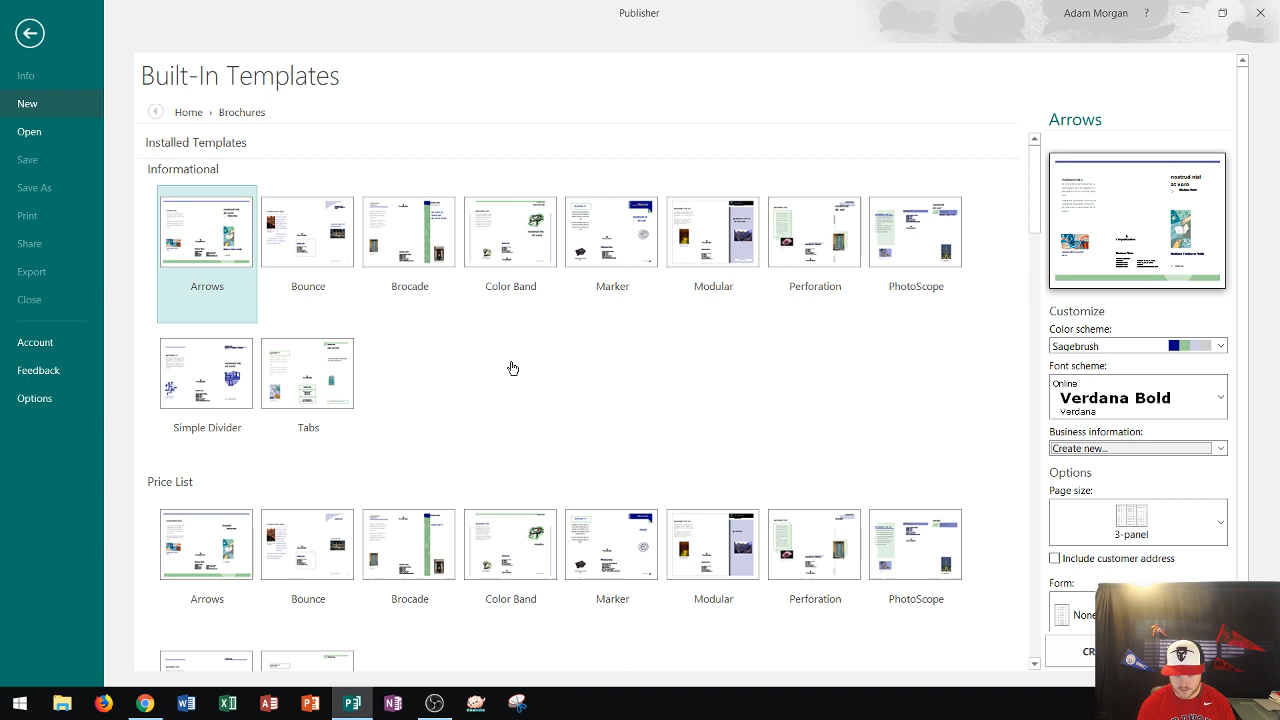 Publisher
Adam Morgan
?
Info
New
Open
Save
Save As
Print
Share
Export
Close
Account
Feedback
Options
Built-In Templates
Home › Brochures
Installed Templates
Informational
Arrows
Bounce
Brocade
Color Band
Marker
Modular
Perforation
PhotoScope
Simple Divider
Tabs
Price List
Arrows
Bounce
Brocade
Color Band
Marker
Modular
Perforation
PhotoScope
Arrows
Customize
Color scheme:
Sagebrush
Font scheme:
Online
Verdana Bold
Verdana
Business information:
Create new...
Options
Page size:
3-panel
Include customer address
Form: